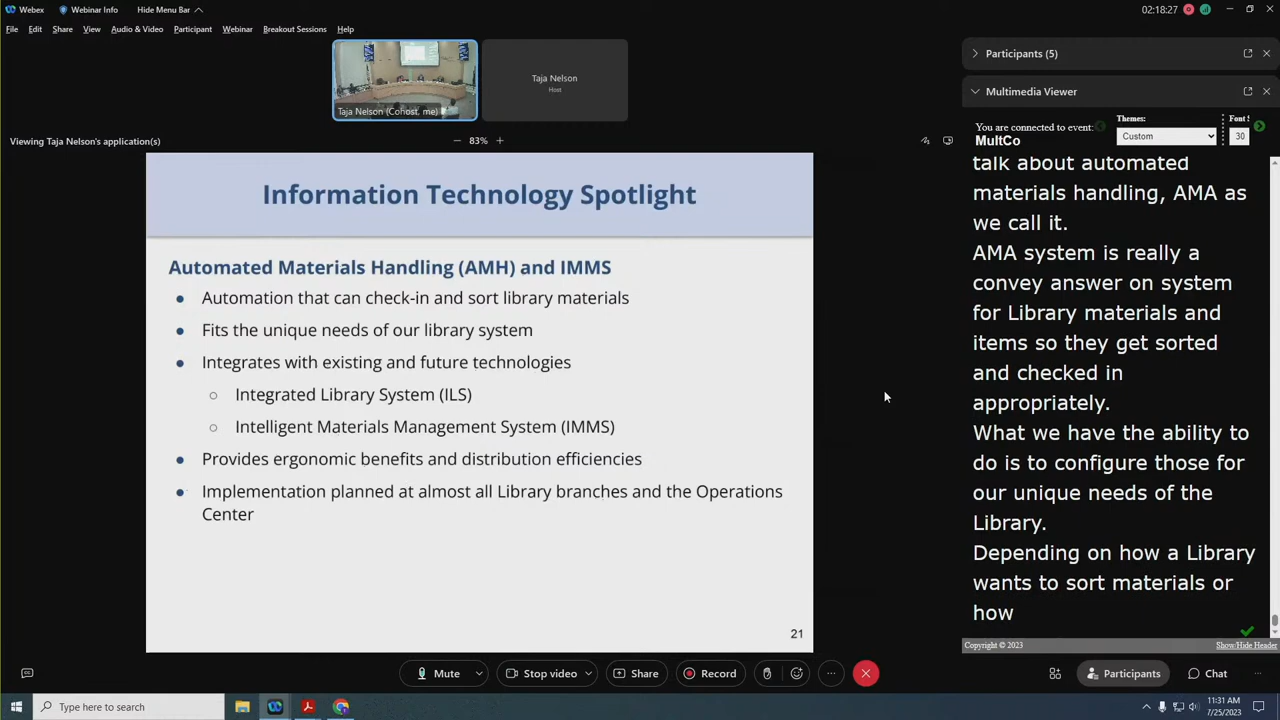 Webex Webinar Info Hide Menu Bar 02:18:27
File Edit Share View Audio & Video Participant Webinar Breakout Sessions Help
Taja Nelson
Host
Taja Nelson (Cohost, me)
Viewing Taja Nelson's application(s) 83%
Information Technology Spotlight
Automated Materials Handling (AMH) and IMMS
Automation that can check-in and sort library materials
Fits the unique needs of our library system
Integrates with existing and future technologies
Integrated Library System (ILS)
Intelligent Materials Management System (IMMS)
Provides ergonomic benefits and distribution efficiencies
Implementation planned at almost all Library branches and the Operations
Center
21
Participants (5)
Multimedia Viewer
Themes: Font
You are connected to event:
MultCo
Custom 30
talk about automated
materials handling, AMA as
we call it.
AMA system is really a
convey answer on system
for Library materials and
items so they get sorted
and checked in
appropriately.
What we have the ability to
do is to configure those for
our unique needs of the
Library.
Depending on how a Library
wants to sort materials or
how
Copyright © 2023 Show/Hide Header
Mute Stop video Share Record Participants Chat
Type here to search
11:31 AM
7/25/2023